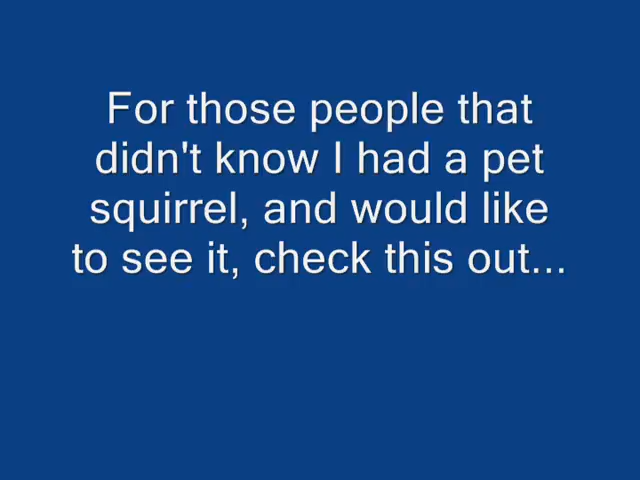 For those people that
didn't know I had a pet
squirrel, and would like
to see it, check this out...